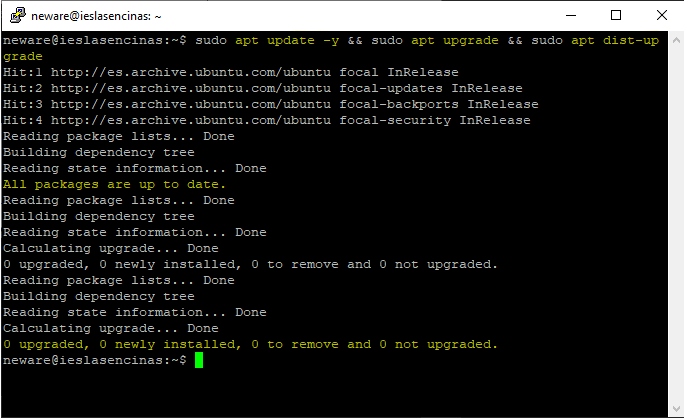 neware@ieslasencinas: ~
neware@ieslasencinas:~$ sudo apt update -y && sudo apt upgrade && sudo apt dist-up
grade
Hit:1 http://es.archive.ubuntu.com/ubuntu focal InRelease
Hit:2 http://es.archive.ubuntu.com/ubuntu focal-updates InRelease
Hit:3 http://es.archive.ubuntu.com/ubuntu focal-backports InRelease
Hit:4 http://es.archive.ubuntu.com/ubuntu focal-security InRelease
Reading package lists... Done
Building dependency tree
Reading state information... Done
All packages are up to date.
Reading package lists... Done
Building dependency tree
Reading state information... Done
Calculating upgrade... Done
0 upgraded, 0 newly installed, 0 to remove and 0 not upgraded.
Reading package lists... Done
Building dependency tree
Reading state information... Done
Calculating upgrade... Done
0 upgraded, 0 newly installed, 0 to remove and 0 not upgraded.
neware@ieslasencinas:~$